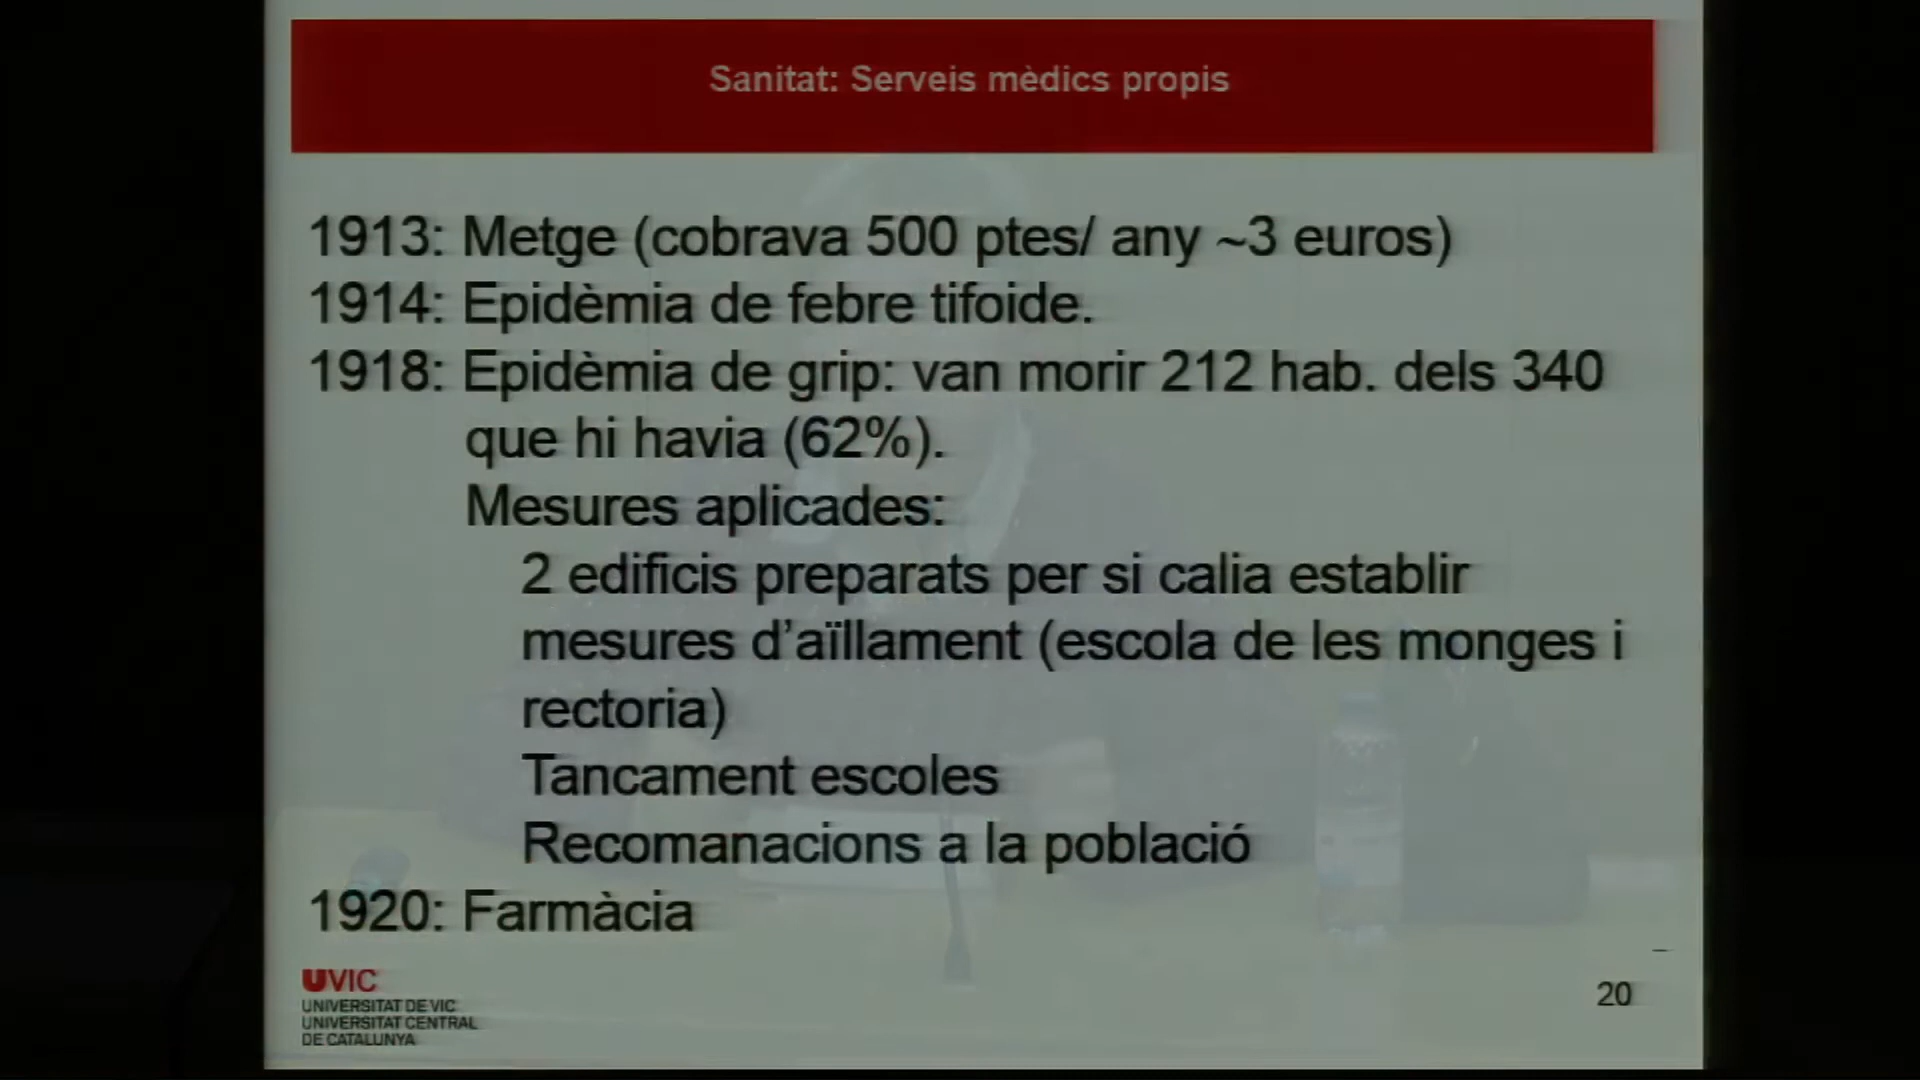 Sanitat: Serveis mèdics propis
1913: Metge (cobrava 500 ptes/ any ~3 euros)
1914: Epidèmia de febre tifoide.
1918: Epidèmia de grip: van morir 212 hab. dels 340
que hi havia (62%).
Mesures aplicades:
2 edificis preparats per si calia establir
mesures d’aïllament (escola de les monges i
rectoria)
Tancament escoles
Recomanacions a la població
1920: Farmàcia
UVIC
UNIVERSITAT DE VIC
UNIVERSITAT CENTRAL
DE CATALUNYA
20